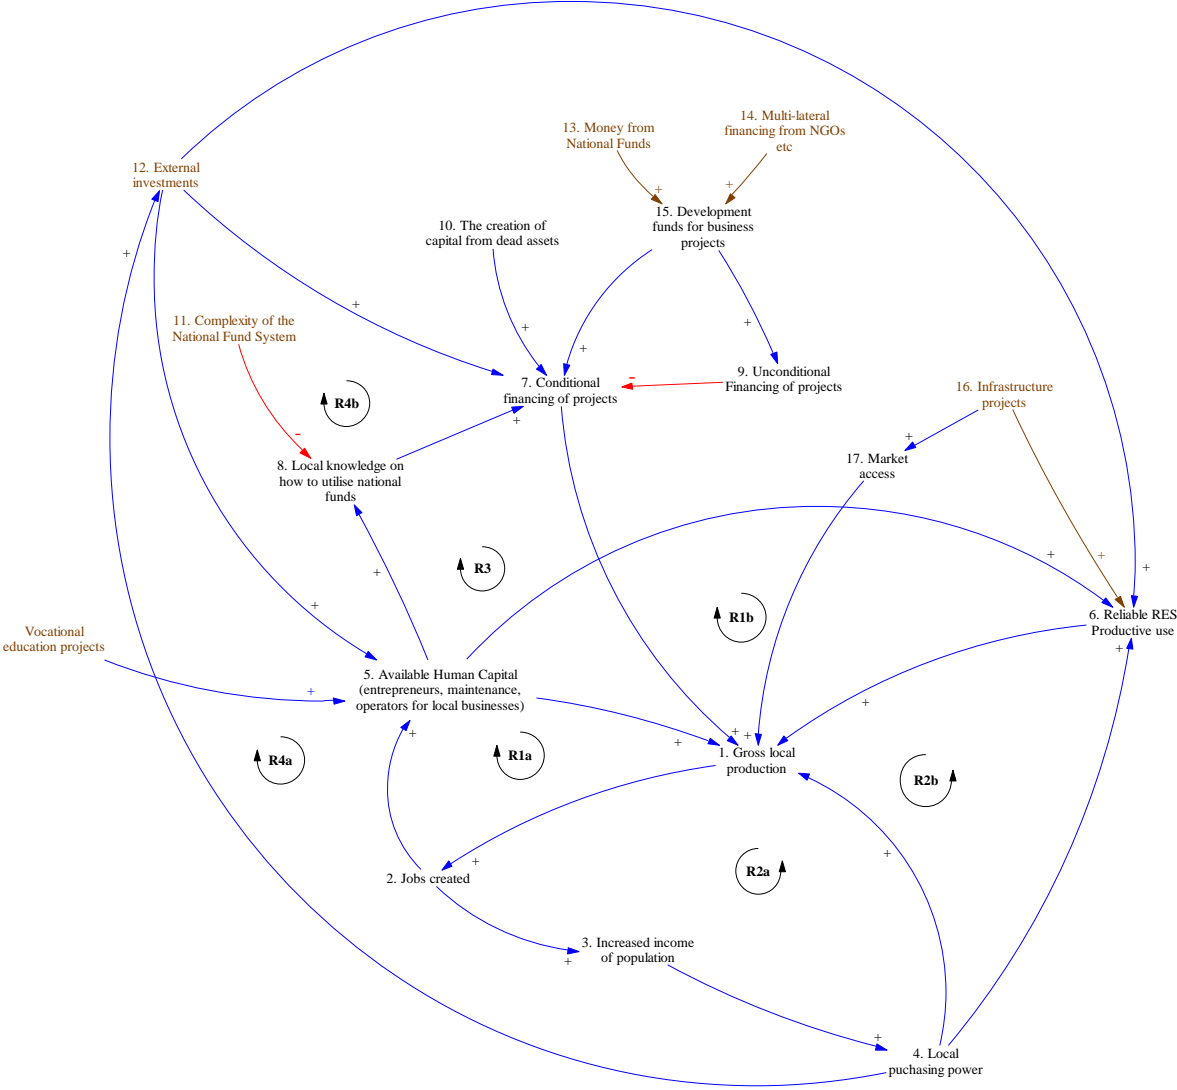 14. Multi-lateral
financing from NGOs
etc
13. Money from
National Funds
+
+
12. External
investments
15. Development
funds for business
projects
10. The creation of
capital from dead assets
+
+
11. Complexity of the
National Fund System
+
+
+
9. Unconditional
Financing of projects
-
7. Conditional
financing of projects
16. Infrastructure
projects
R4b
+
-
+
8. Local knowledge on
how to utilise national
funds
17. Market
access
+
+
+
R3
+
+
R1b
6. Reliable RES
Productive use
+
Vocational
education projects
5. Available Human Capital
(entrepreneurs, maintenance,
operators for local businesses)
+
+
+
+
+
+
1. Gross local
production
R4a
R1a
R2b
+
+
2. Jobs created
R2a
3. Increased income
of population
+
+
4. Local
puchasing power